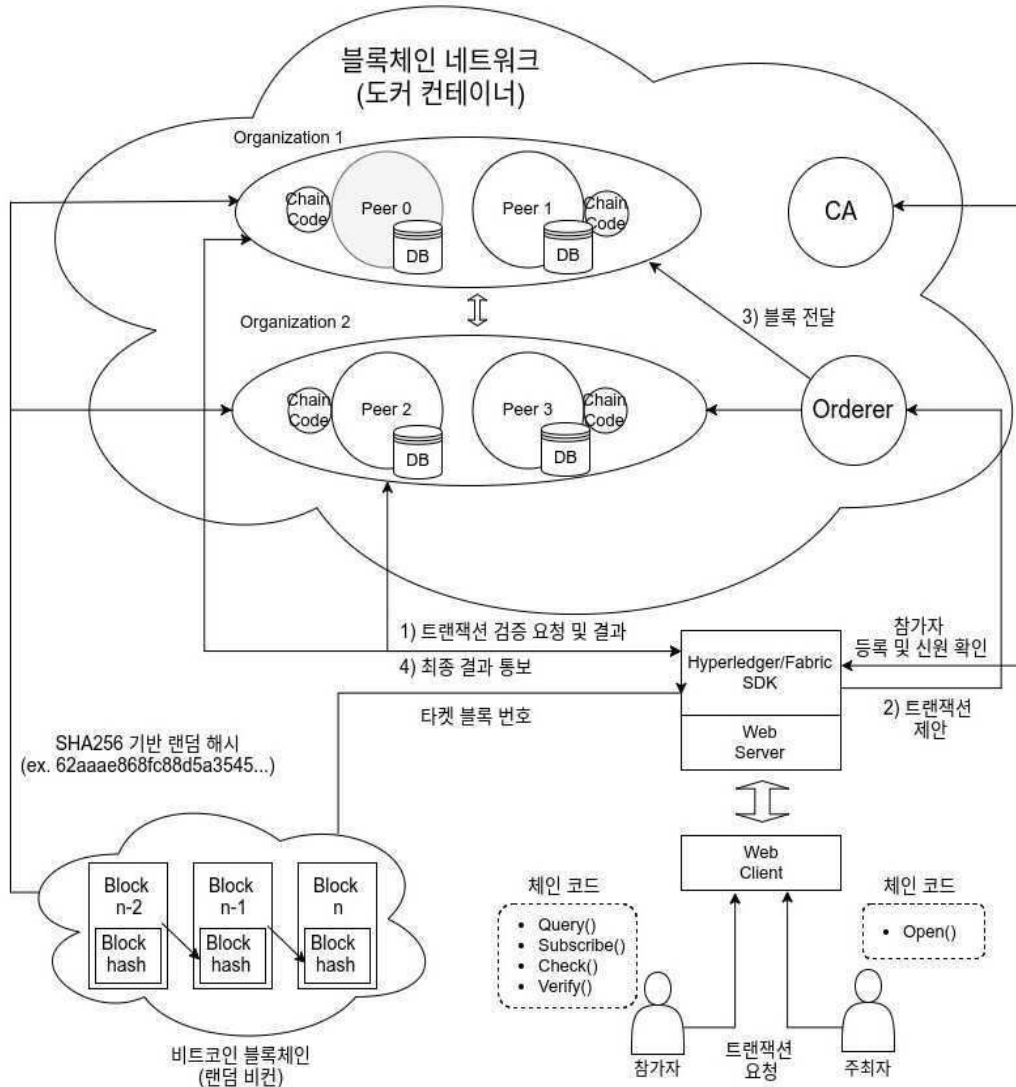 블록체인 네트워크
(도커 컨테이너)
Organization 1
Chain
Code
Peer 0
DB
Peer 1
DB
Chain
Code
CA
3) 블록 전달
Organization 2
Chain
Code
Peer 2
DB
Peer 3
DB
Chain
Code
Orderer
1) 트랜잭션 검증 요청 및 결과
4) 최종 결과 통보
타켓 블록 번호
Hyperledger/Fabric
SDK
Web
Server
참가자
등록 및 신원 확인
2) 트랜잭션
제안
SHA256 기반 랜덤 해시
(ex. 62aaae868fc88d5a3545...)
Web
Client
Block
n-2
Block
hash
Block
n-1
Block
hash
Block
n
Block
hash
비트코인 블록체인
(랜덤 비컨)
체인 코드
• Query()
• Subscribe()
• Check()
• Verify()
체인 코드
• Open()
참가자
트랜잭션
요청
주최자